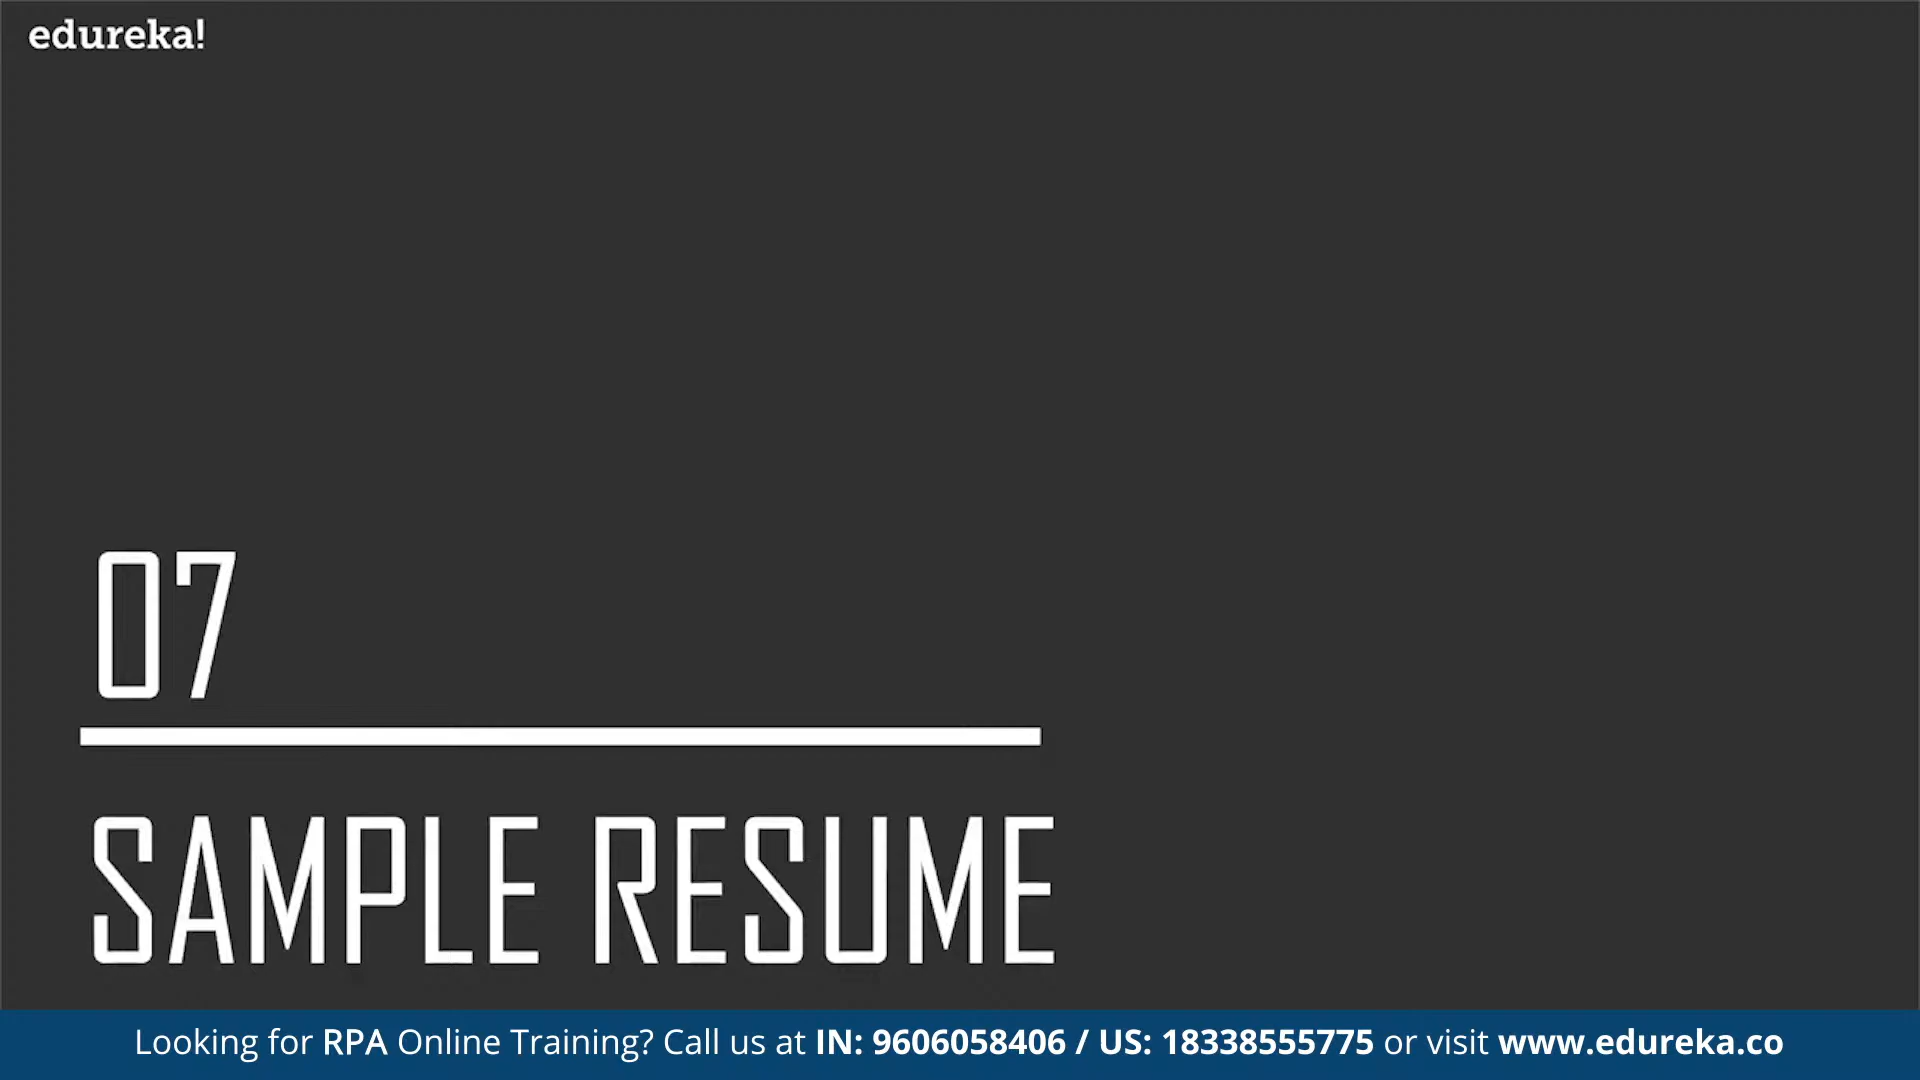 edureka!
07
SAMPLE RESUME
Looking for RPA Online Training? Call us at IN: 9606058406 / US: 18338555775 or visit www.edureka.co